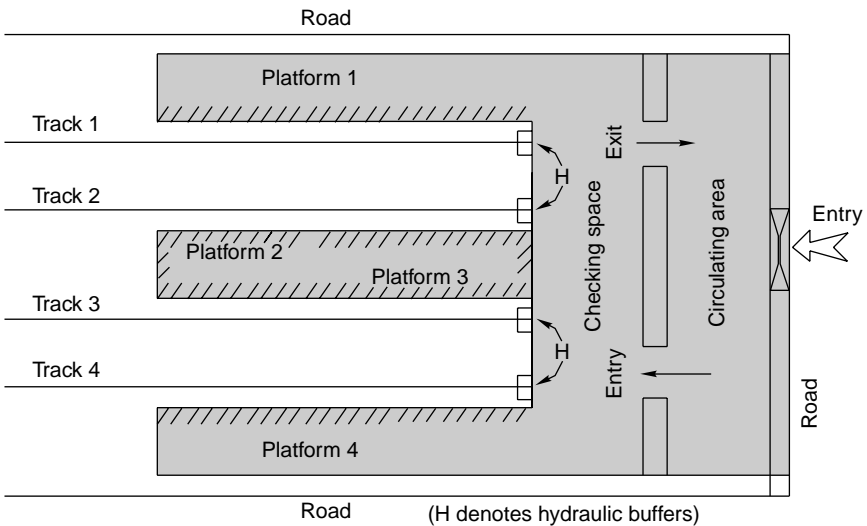 Road
Platform 1
Track 1
Exit
H
Track 2
Entry
Platform 2
Checking space
Circulating area
Platform 3
Track 3
H
Track 4
Entry
Road
Platform 4
Road
(H denotes hydraulic buffers)